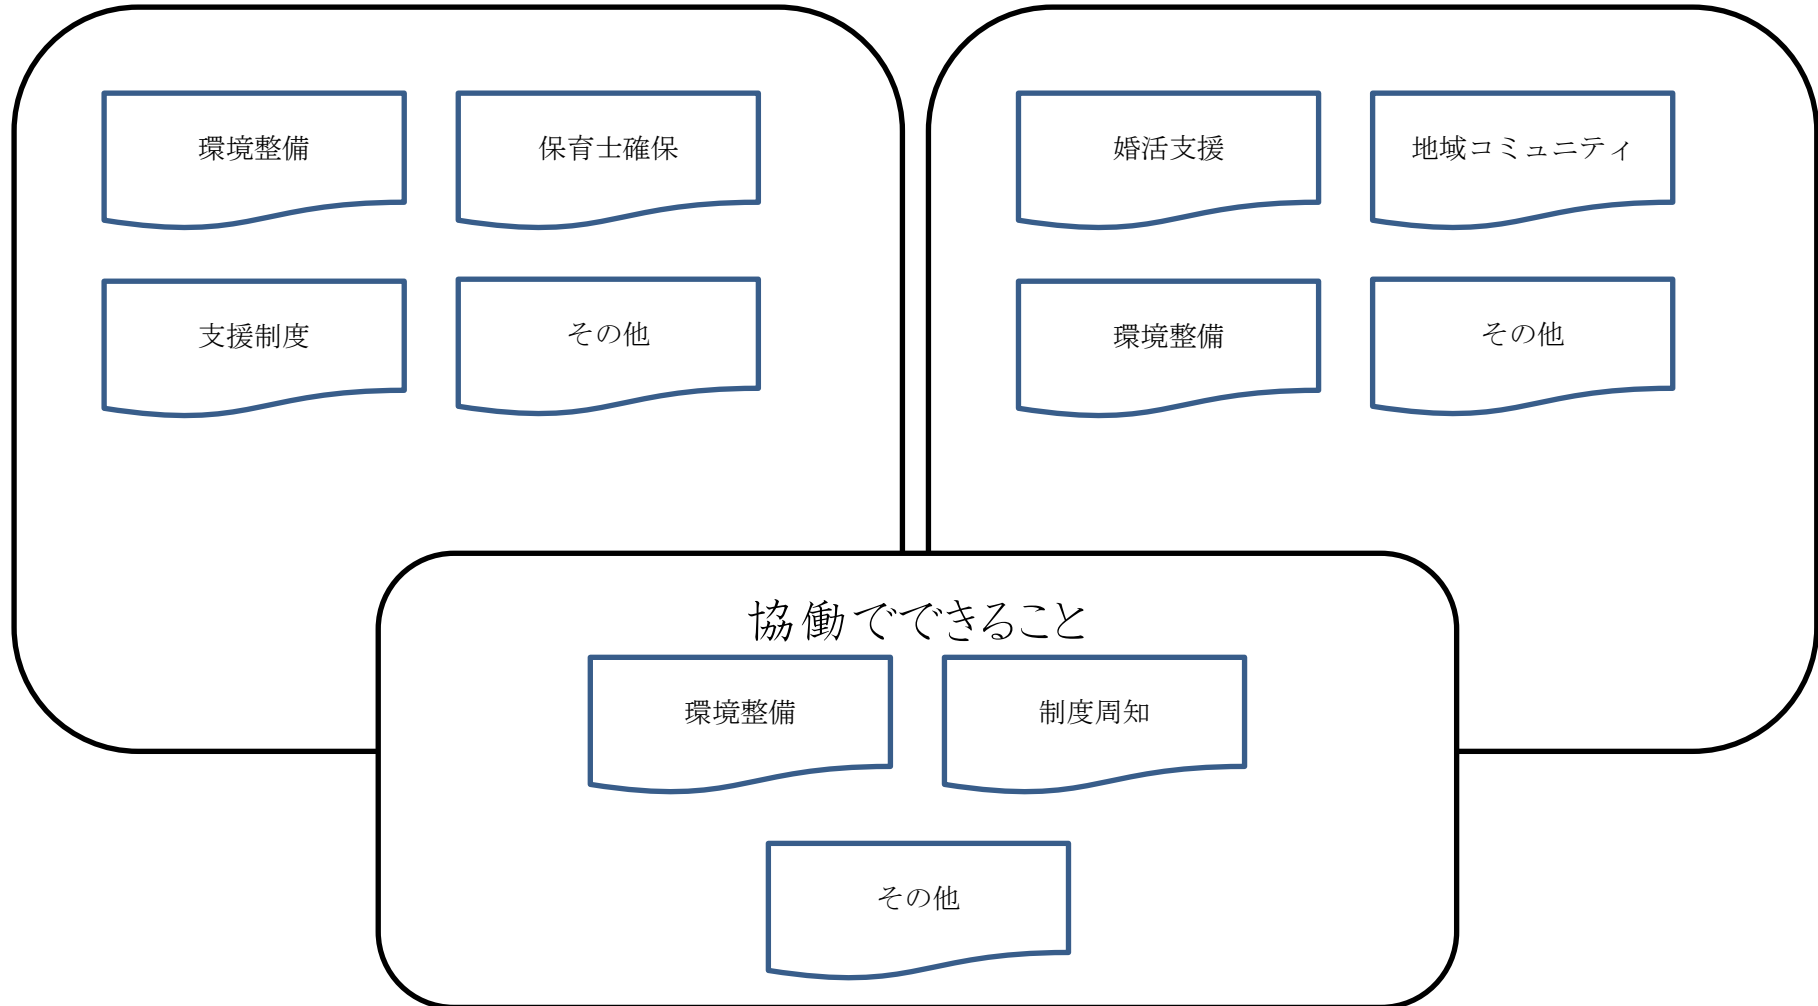 環境整備
保育士確保
支援制度
その他
婚活支援
地域コミュニティ
環境整備
その他
協働でできること
環境整備
制度周知
その他